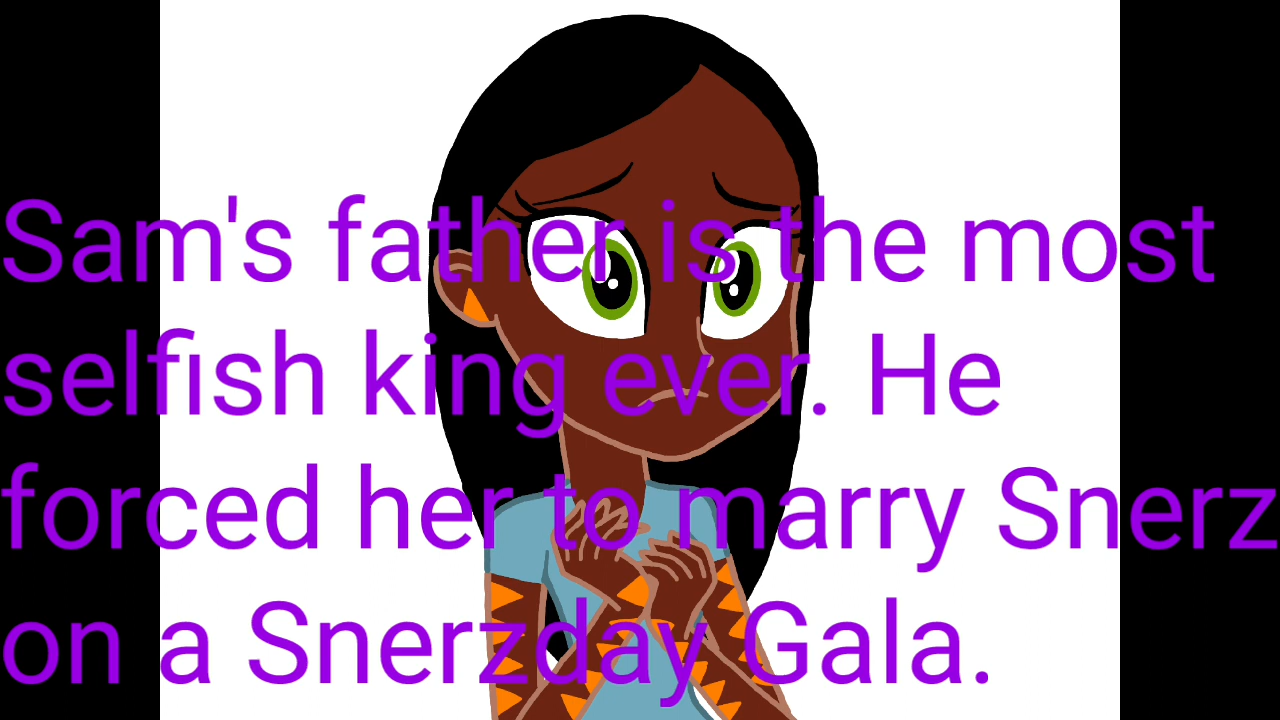 Sam's father is the most
selfish king ever. He
forced her to marry Snerz
on a Snerzday Gala.